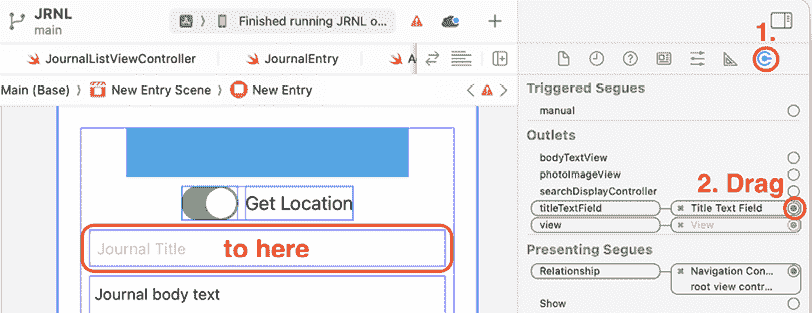 JRNL
main
Finished running JRNL o...
1.
JournalListViewController
JournalEntry
A
Main (Base) 〉 New Entry Scene 〉 New Entry
Triggered Segues
manual
Outlets
bodyTextView
photoImageView
searchDisplayController
2. Drag
titleTextField
Title Text Field
view
View
Get Location
Journal Title
to here
Journal body text
Presenting Segues
Relationship
Navigation Con...
root view contr...
Show